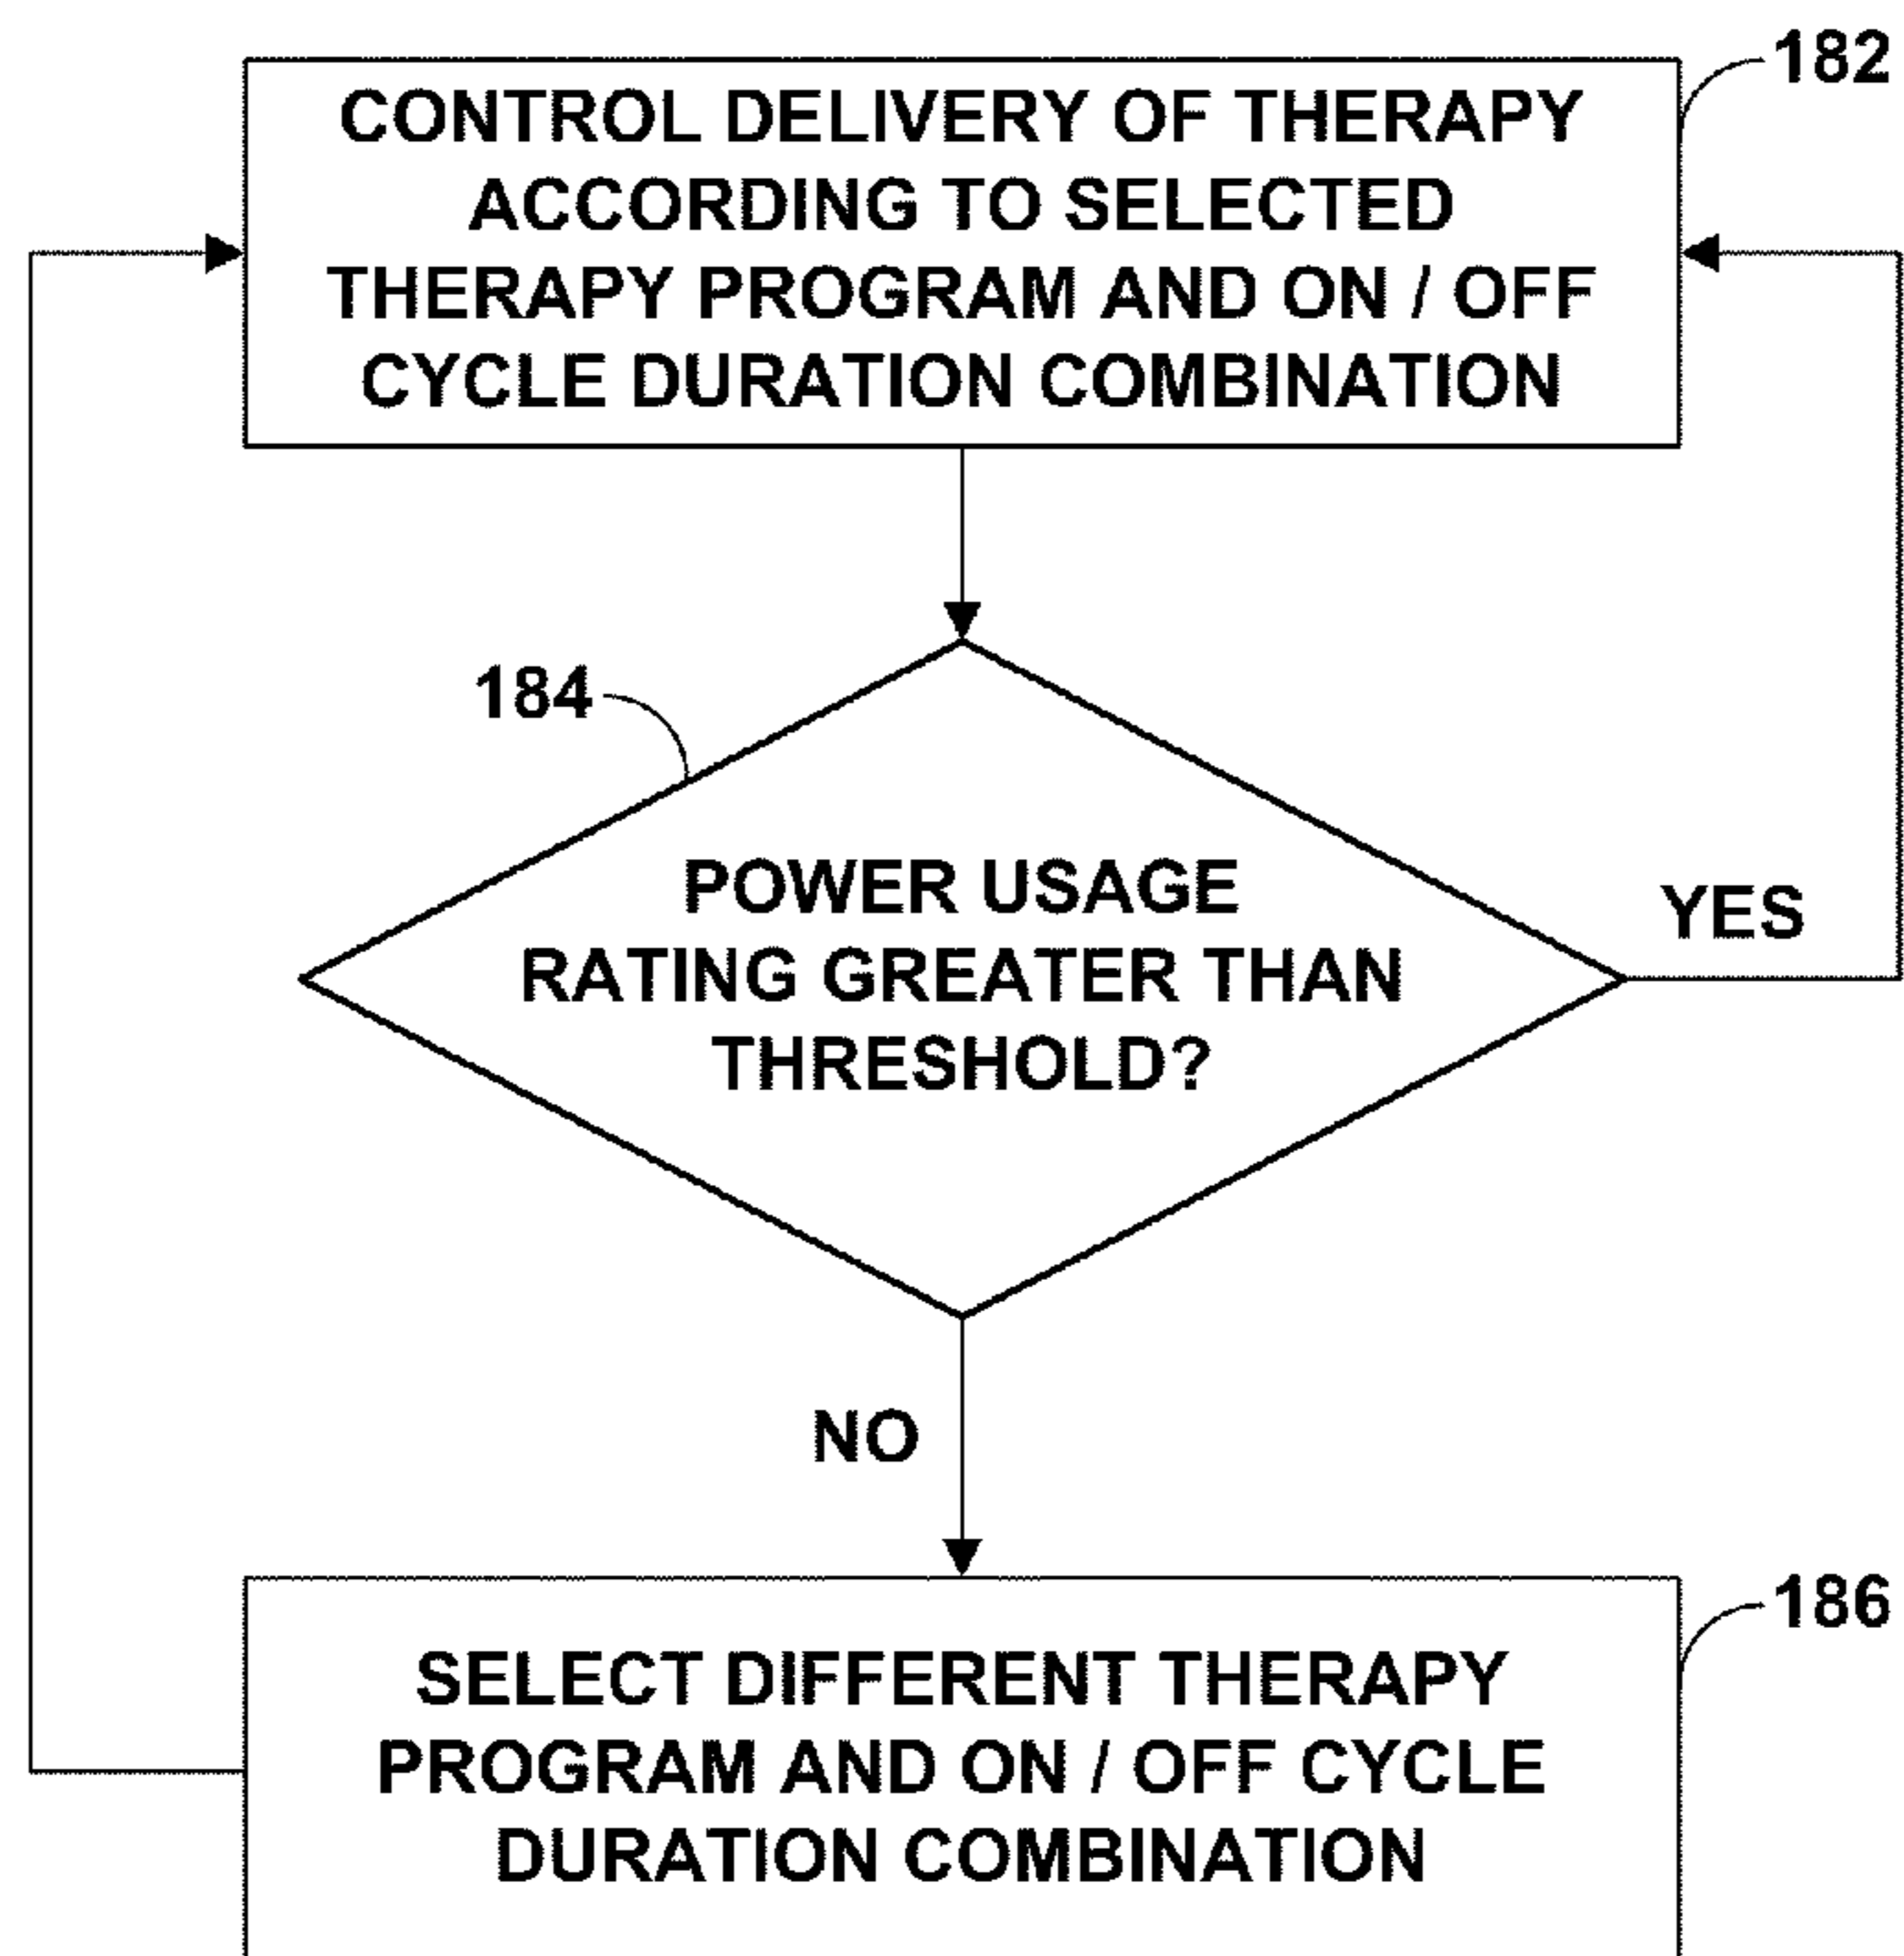 182
CONTROL DELIVERY OF THERAPY
ACCORDING TO SELECTED
THERAPY PROGRAM AND ON / OFF
CYCLE DURATION COMBINATION
184
POWER USAGE
RATING GREATER THAN
THRESHOLD?
YES
NO
186
SELECT DIFFERENT THERAPY
PROGRAM AND ON / OFF CYCLE
DURATION COMBINATION